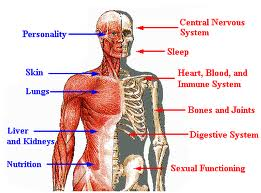 Central Nervous
System
Personality
Sleep
Skin
Heart, Blood, and
Immune System
Lungs
Bones and Joints
Liver
and Kidneys
Digestive System
Nutrition
Sexual Functioning